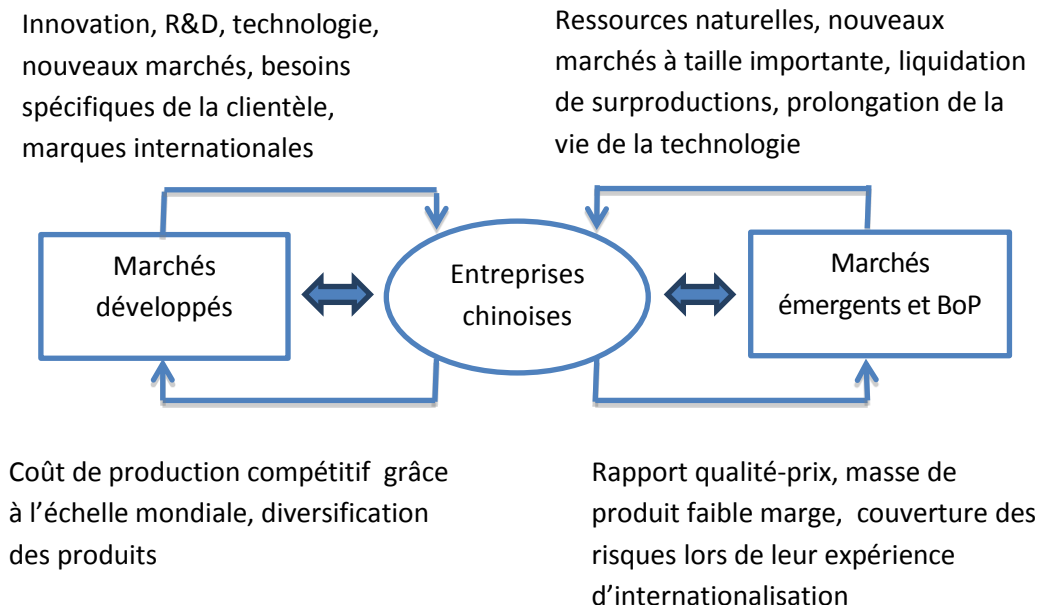 Innovation, R&D, technologie,
nouveaux marchés, besoins
spécifiques de la clientèle,
marques internationales
Ressources naturelles, nouveaux
marchés à taille importante, liquidation
de surproductions, prolongation de la
vie de la technologie
Marchés
développés
Entreprises
chinoises
Marchés
émergents et BoP
Coût de production compétitif grâce
à l’échelle mondiale, diversification
des produits
Rapport qualité-prix, masse de
produit faible marge, couverture des
risques lors de leur expérience
d’internationalisation